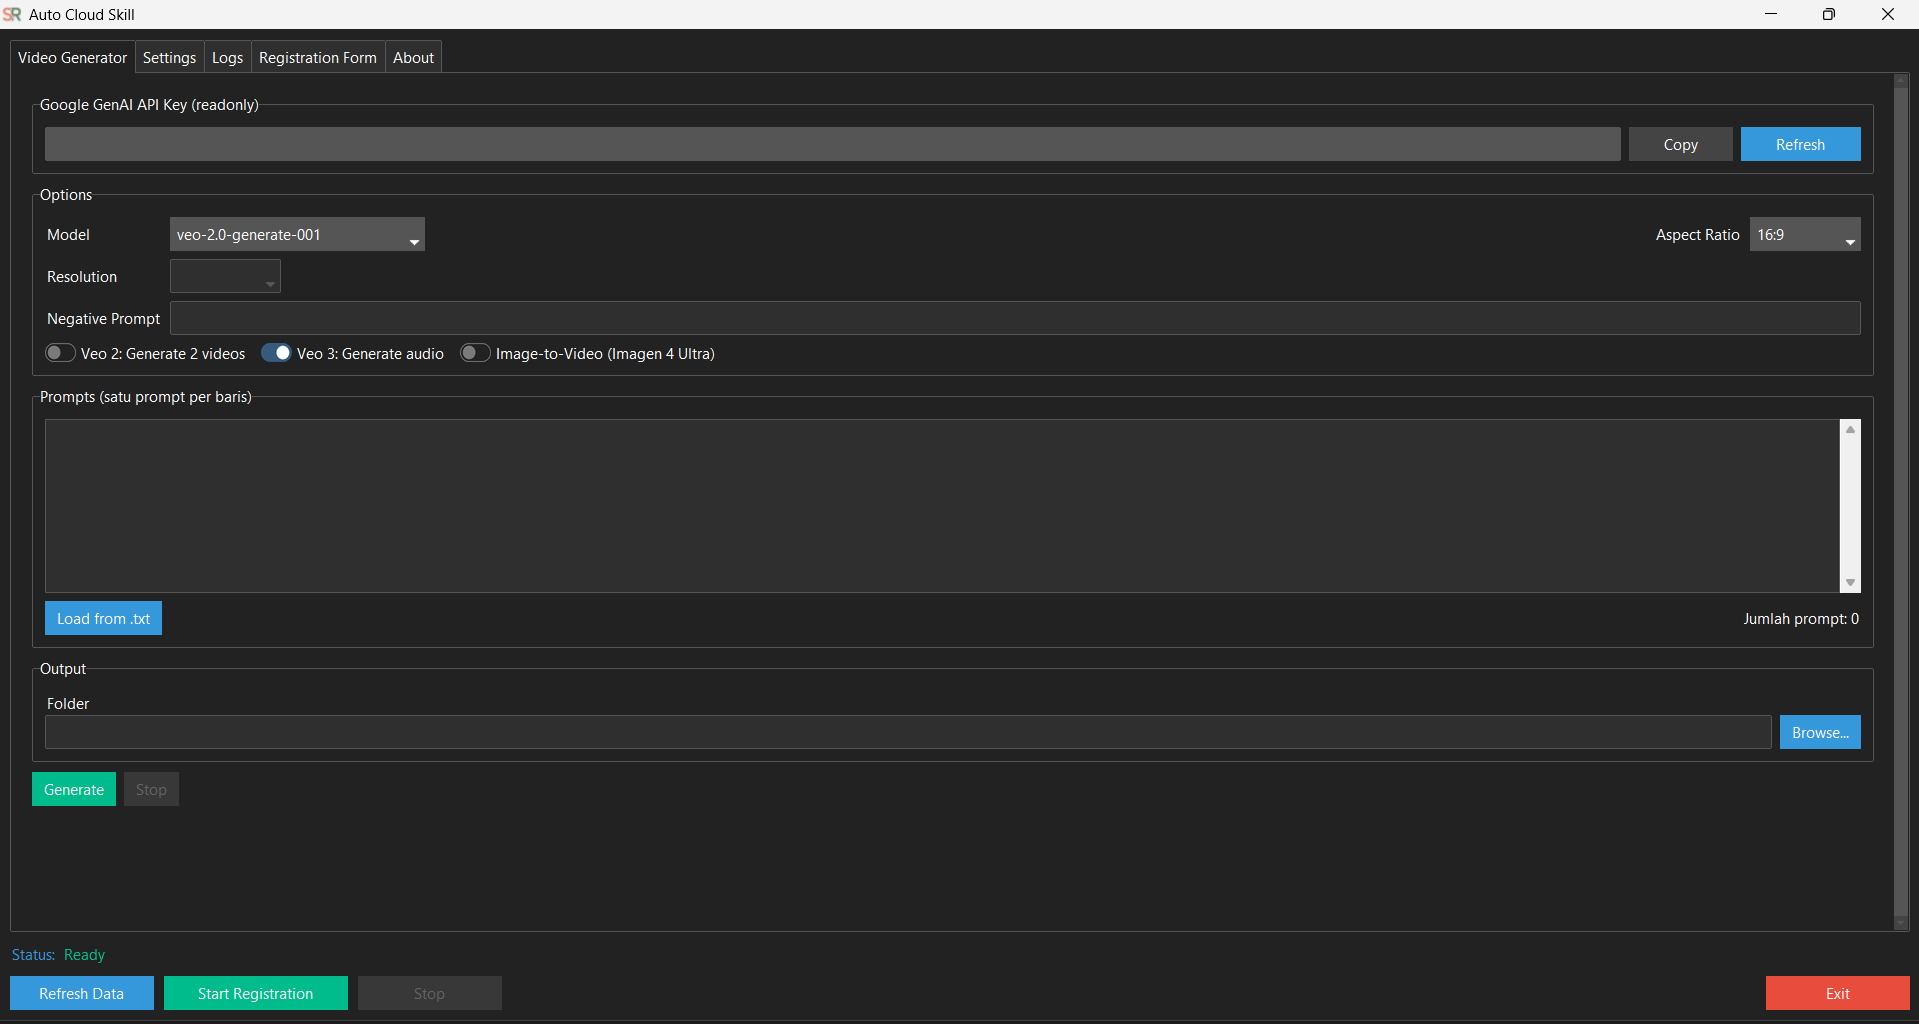 SR Auto Cloud Skill
Video Generator Settings Logs Registration Form About
Google GenAI API Key (readonly)
Copy Refresh
Options
Model veo-2.0-generate-001 Aspect Ratio 16:9
Resolution
Negative Prompt
Veo 2: Generate 2 videos Veo 3: Generate audio Image-to-Video (Imagen 4 Ultra)
Prompts (satu prompt per baris)
Load from .txt Jumlah prompt: 0
Output
Folder
Browse...
Generate Stop
Status: Ready
Refresh Data Start Registration Stop Exit